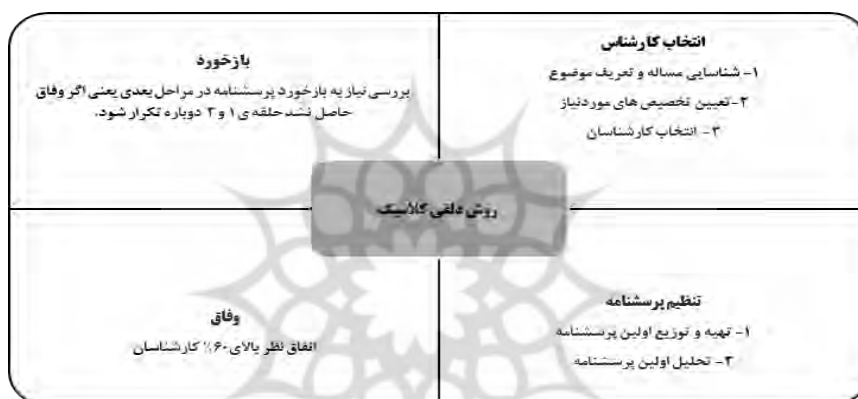 انتخاب کارشناس
۱- شناسایی مساله و تعریف موضوع
۲- تعیین تخصص های موردنیاز
۳- انتخاب کارشناسان
بازخورد
بررسی نیاز به بازخورد پرسشنامه در مراحل بعدی یعنی اگر وفاق
حاصل نشد حلقه ی ۱ و ۲ دوباره تکرار شود.
روش دلفی کلاسیک
تنظیم پرسشنامه
۱- تهیه و توزیع اولین پرسشنامه
۲- تحلیل اولین پرسشنامه
وفاق
اتفاق نظر بالای ۶۰% کارشناسان